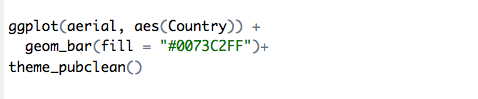 ggplot(aerial, aes(Country)) +
  geom_bar(fill = "#0073C2FF")+
theme_pubclean()